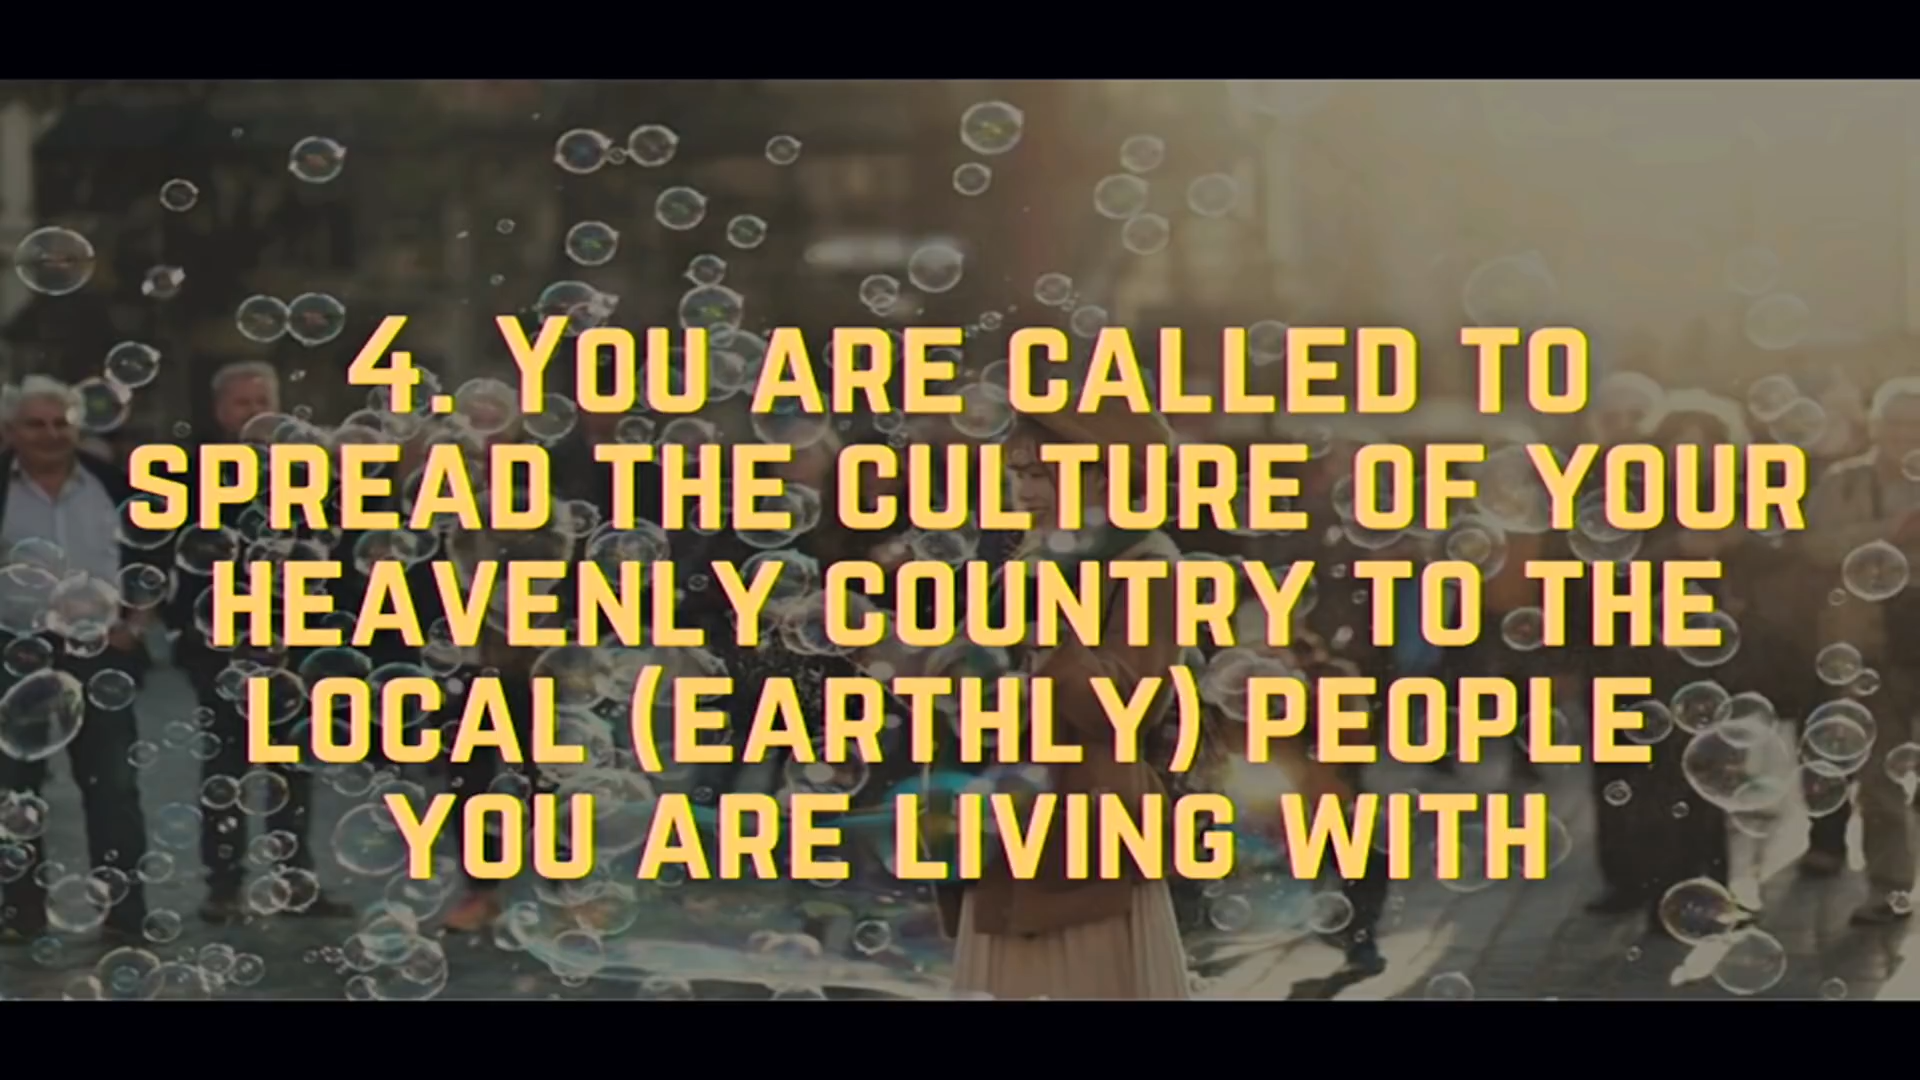 4. YOU ARE CALLED TO
SPREAD THE CULTURE OF YOUR
HEAVENLY COUNTRY TO THE
LOCAL (EARTHLY) PEOPLE
YOU ARE LIVING WITH